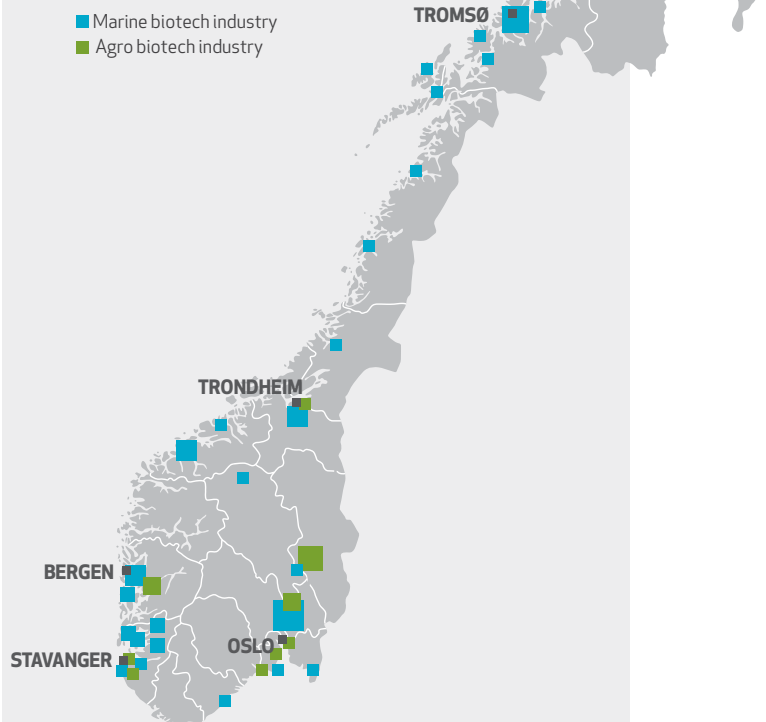 TROMSØ
Marine biotech industry
Agro biotech industry
TRONDHEIM
BERGEN
OSLO
STAVANGER